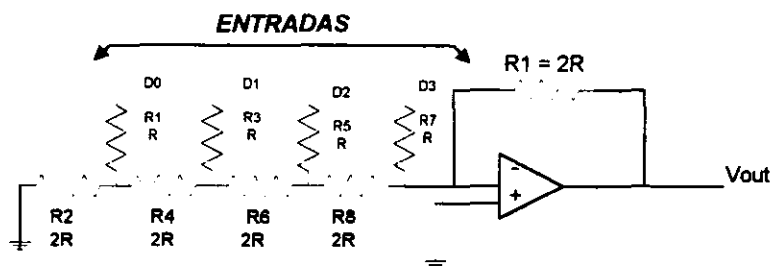 ENTRADAS
R1 = 2R
D0 D1 D2 D3
R1 R3 R5 R7
R R R R
- 
+
Vout
R2 R4 R6 R8
2R 2R 2R 2R